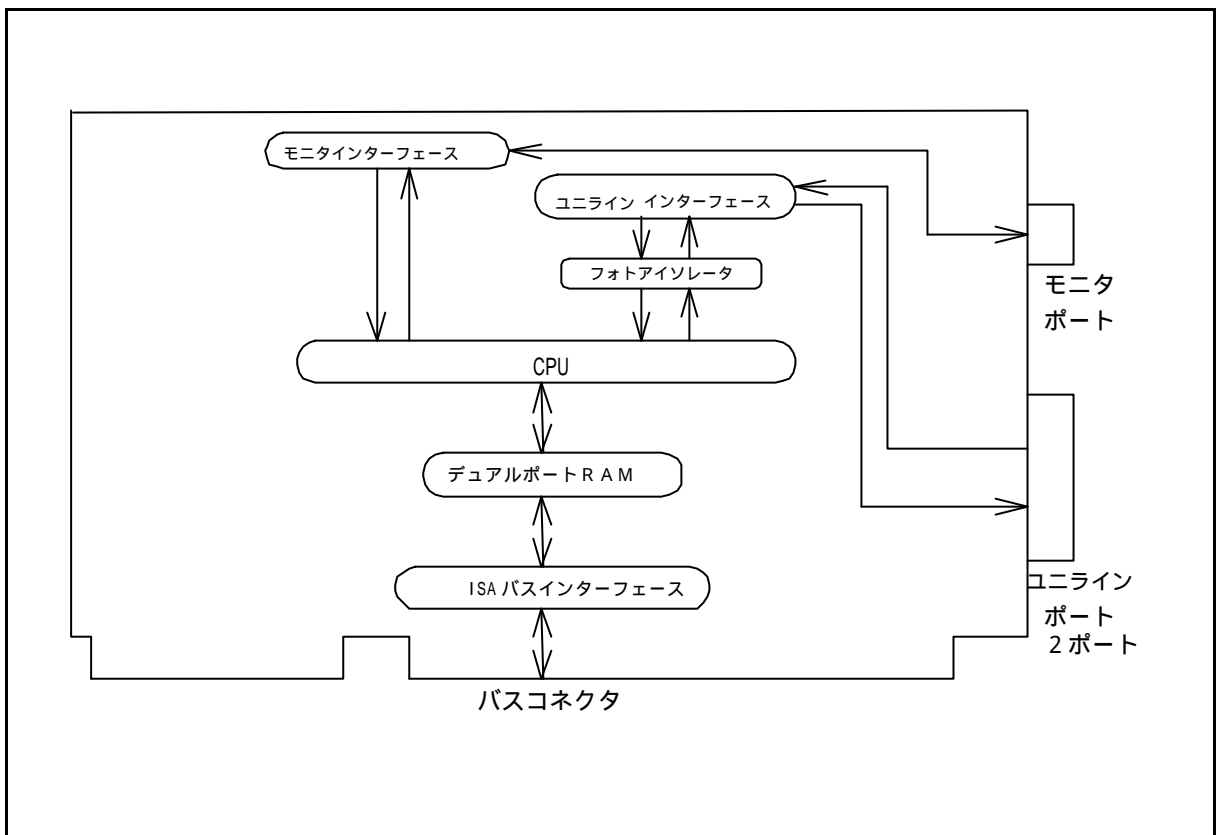 モニタインターフェース
ユニライン インターフェース
フォトアイソレータ
モニタ
ポート
CPU
デュアルポートRAM
ISA バスインターフェース
ユニライン
ポート
2ポート
バスコネクタ